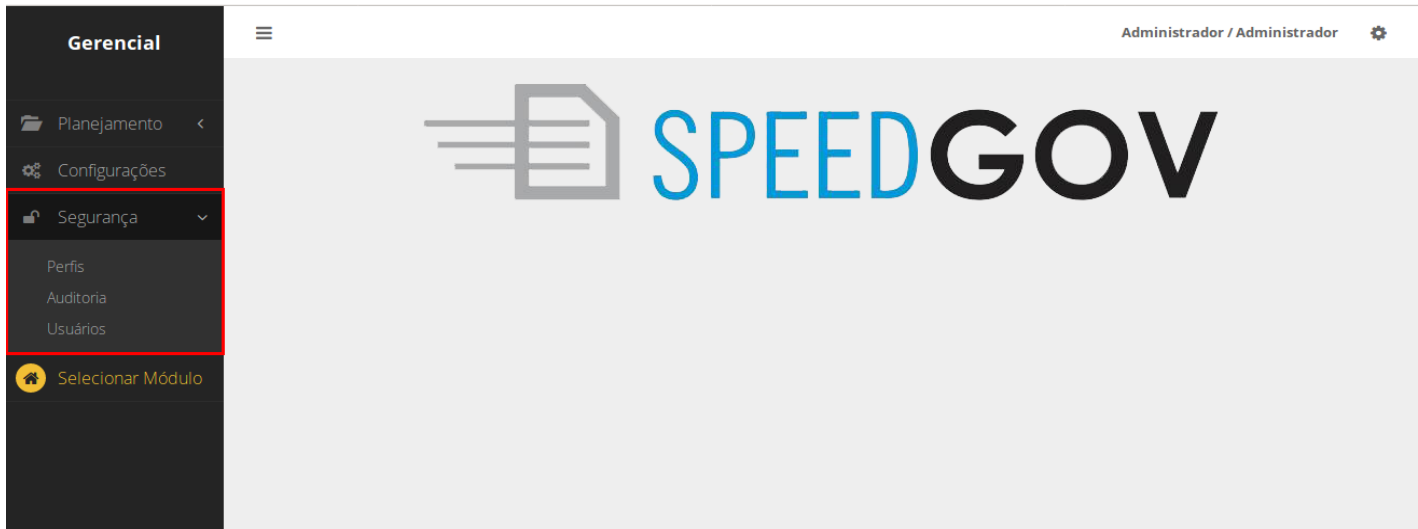 Gerencial
Administrador / Administrador
Planejamento
Configurações
Segurança
Perfis
Auditoria
Usuários
Selecionar Módulo
SPEEDGOV